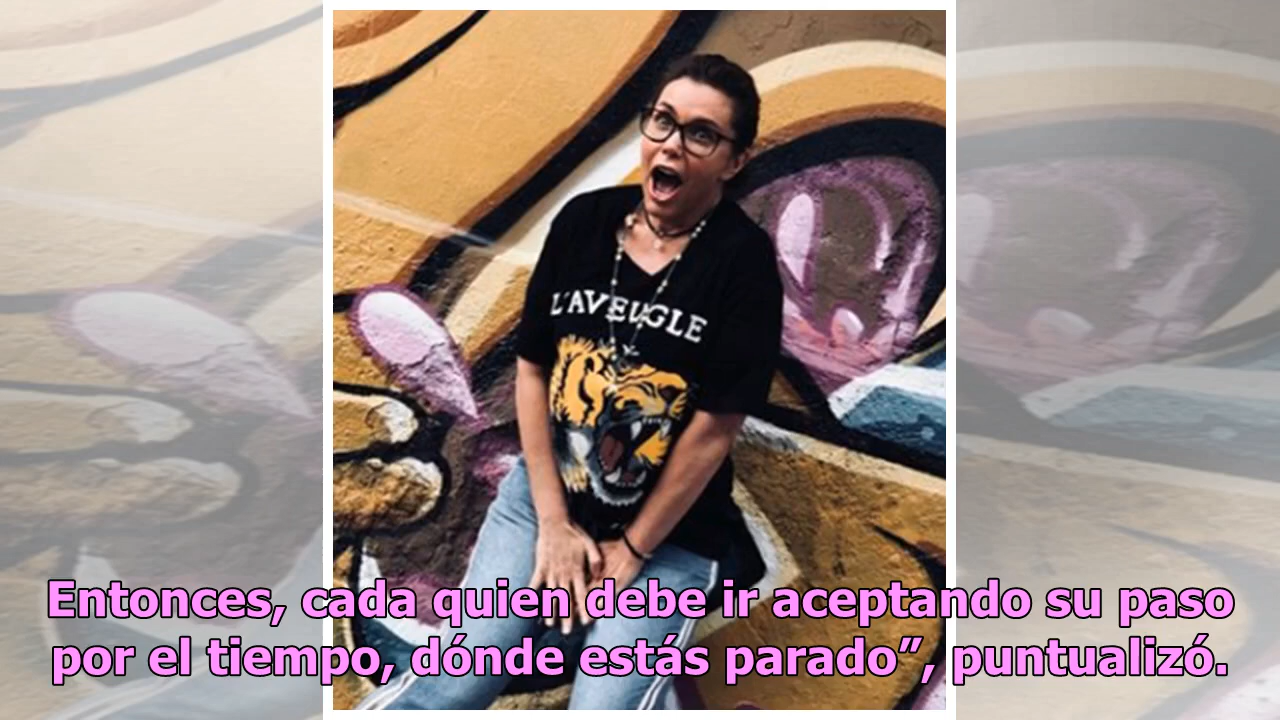 L'AVEUGLE
Entonces, cada quien debe ir aceptando su paso
por el tiempo, dónde estás parado”, puntualizó.